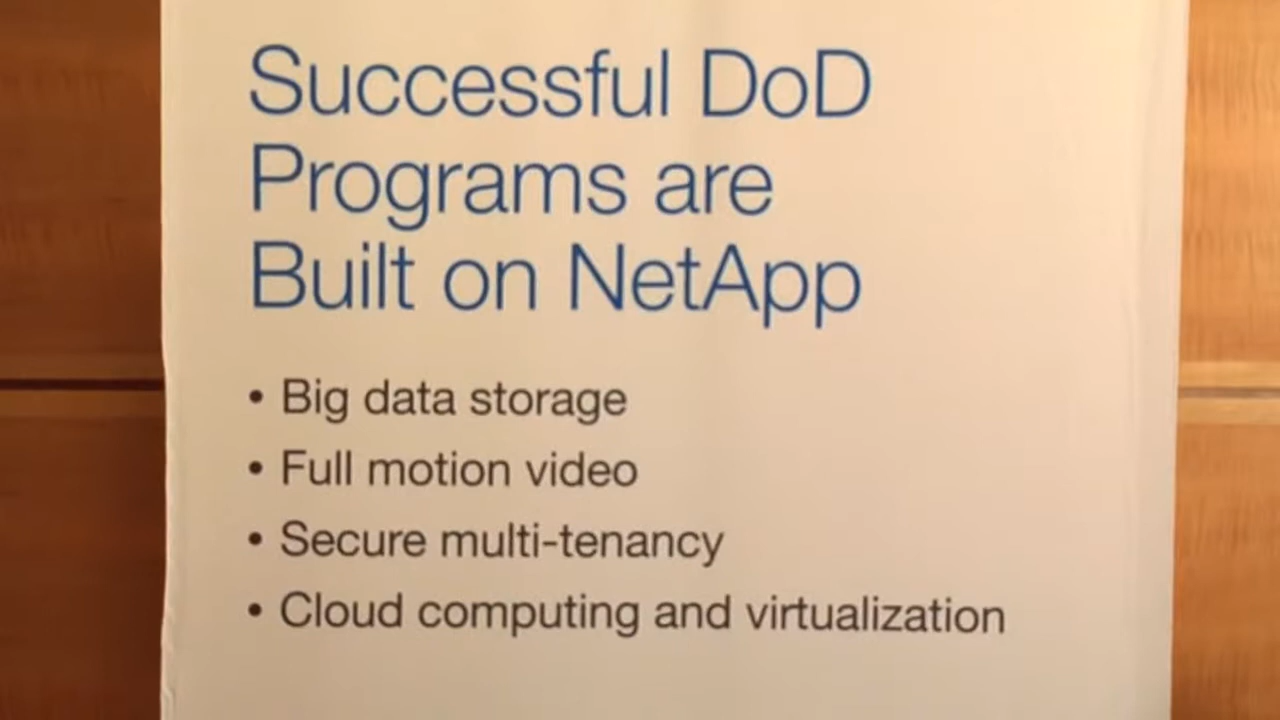 Successful DoD
Programs are
Built on NetApp
• Big data storage
• Full motion video
• Secure multi-tenancy
• Cloud computing and virtualization